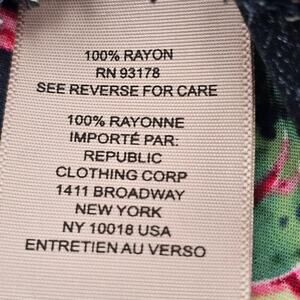 100% RAYON
RN 93178
SEE REVERSE FOR CARE
100% RAYONNE
IMPORTÉ PAR:
REPUBLIC
CLOTHING CORP
1411 BROADWAY
NEW YORK
NY 10018 USA
ENTRETIEN AU VERSO